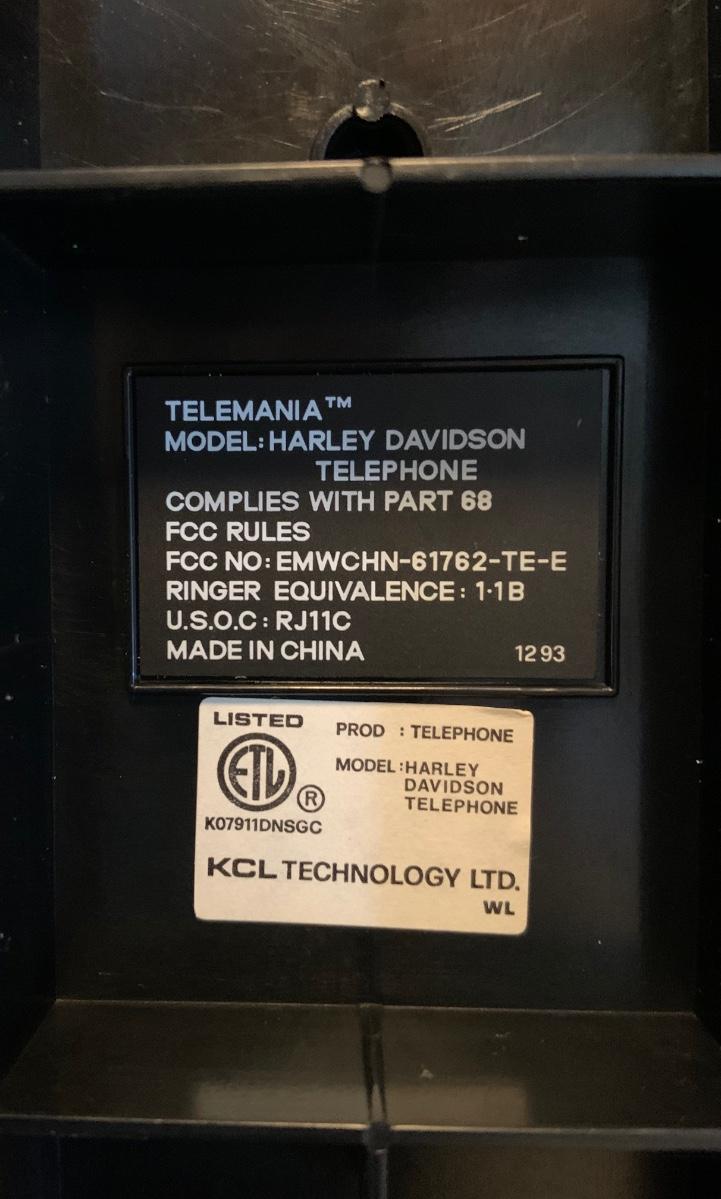 TELEMANIA™
MODEL: HARLEY DAVIDSON
TELEPHONE
COMPLIES WITH PART 68
FCC RULES
FCC NO: EMWCHN-61762-TE-E
RINGER EQUIVALENCE: 1·1B
U.S.O.C: RJ11C
MADE IN CHINA 1293
LISTED
ETL ®
K07911DNSGC
PROD : TELEPHONE
MODEL: HARLEY
DAVIDSON
TELEPHONE
KCL TECHNOLOGY LTD.
WL